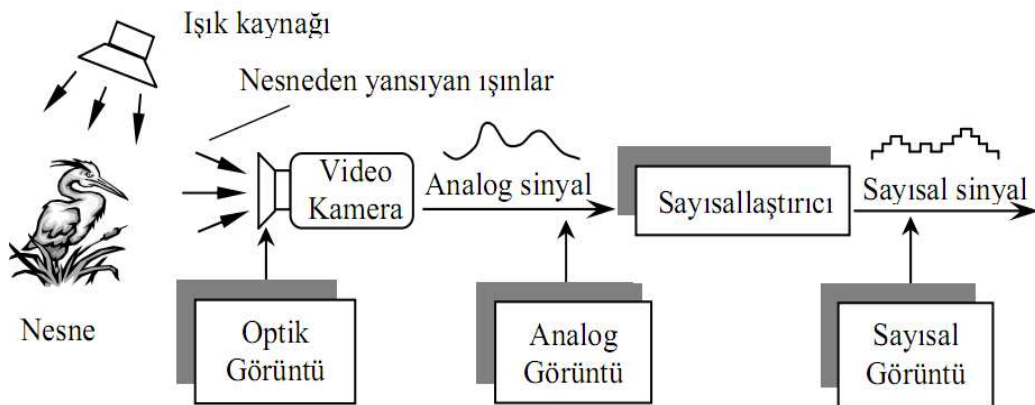 Işık kaynağı
Nesneden yansıyan ışınlar
Video
Kamera
Analog sinyal
Sayısallaştırıcı
Sayısal sinyal
Nesne
Optik
Görüntü
Analog
Görüntü
Sayısal
Görüntü